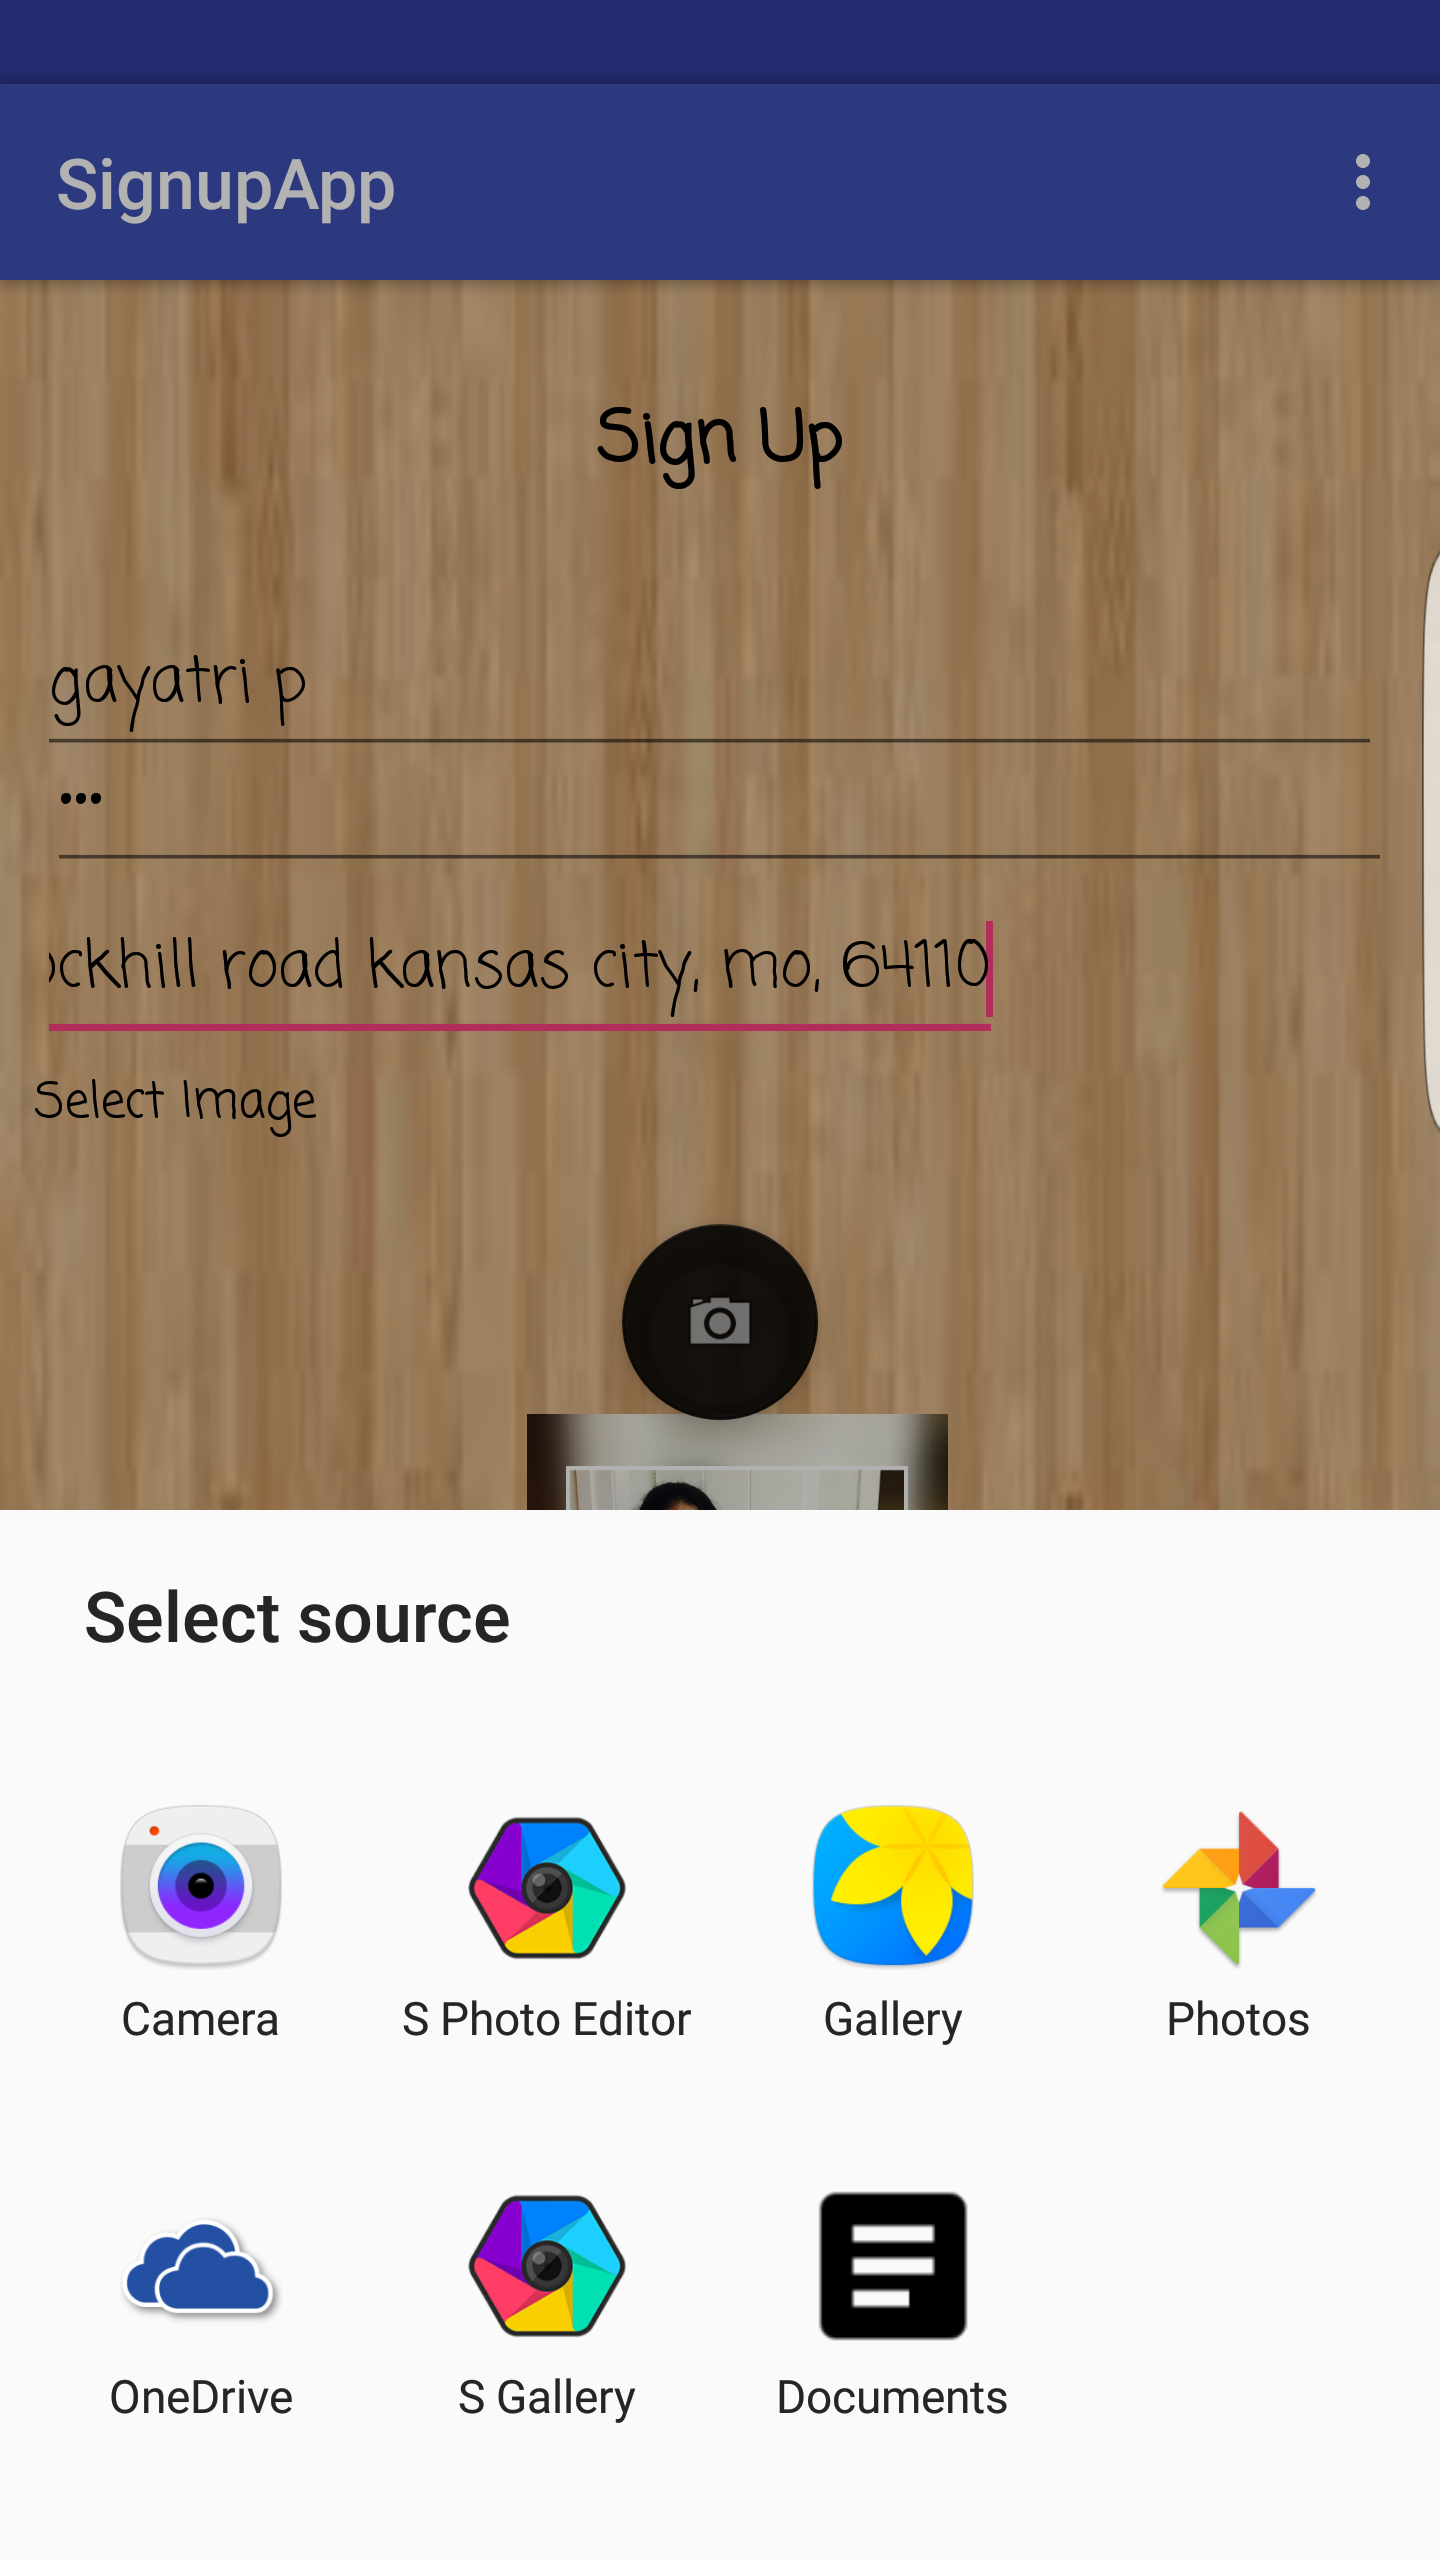 SignupApp
Sign Up
gayatri p
•••
ockhill road kansas city, mo, 64110
Select Image
Select source
Camera
S Photo Editor
Gallery
Photos
OneDrive
S Gallery
Documents